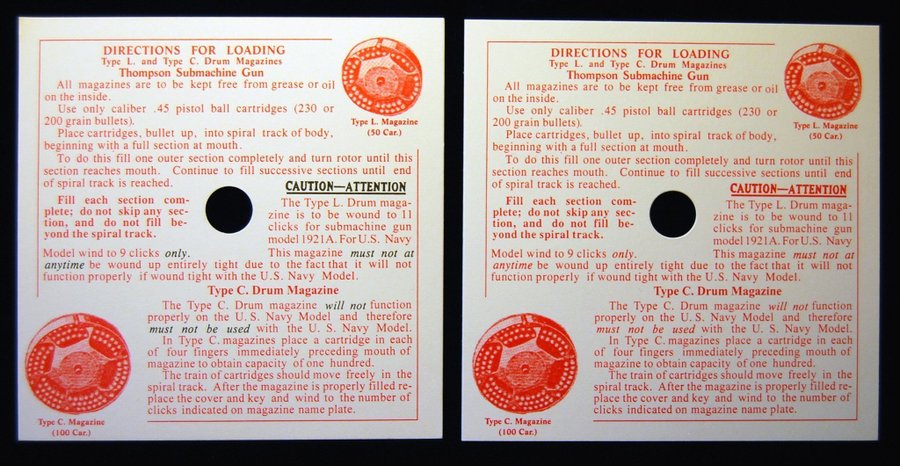 DIRECTIONS FOR LOADING
Type L. and Type C. Drum Magazines
Thompson Submachine Gun
All magazines are to be kept free from grease or oil
on the inside.
Use only caliber .45 pistol ball cartridges (230 or
200 grain bullets).
Type L. Magazine
(50 Car.)
Place cartridges, bullet up, into spiral track of body,
beginning with a full section at mouth.
To do this fill one outer section completely and turn rotor until this
section reaches mouth. Continue to fill successive sections until end
of spiral track is reached.
Fill each section com-
plete; do not skip any sec-
tion, and do not fill be-
yond the spiral track.
CAUTION—ATTENTION
The Type L. Drum maga-
zine is to be wound to 11
clicks for submachine gun
model 1921A. For U.S. Navy
Model wind to 9 clicks only. This magazine must not at
anytime be wound up entirely tight due to the fact that it will not
function properly if wound tight with the U.S. Navy Model.
Type C. Drum Magazine
The Type C. Drum magazine will not function
properly on the US Navy Model and therefore
must not be used with the U. S. Navy Model.
In Type C. magazines place a cartridge in each
of four fingers immediately preceding mouth of
magazine to obtain capacity of one hundred.
The train of cartridges should move freely in the
spiral track. After the magazine is properly filled re-
place the cover and key and wind to the number of
clicks indicated on magazine name plate.
Type C. Magazine
(100 Car.)
DIRECTIONS FOR LOADING
Type L. and Type C. Drum Magazines
Thompson Submachine Gun
All magazines are to be kept free from grease or oil
on the inside.
Use only caliber .45 pistol ball cartridges (230 or
200 grain bullets).
Type L. Magazine
(50 Car.)
Place cartridges, bullet up, into spiral track of body,
beginning with a full section at mouth.
To do this fill one outer section completely and turn rotor until this
section reaches mouth. Continue to fill successive sections until end
of spiral track is reached.
Fill each section com-
plete; do not skip any sec-
tion, and do not fill be-
yond the spiral track.
CAUTION—ATTENTION
The Type L. Drum maga-
zine is to be wound to 11
clicks for submachine gun
model 1921A. For U.S. Navy
Model wind to 9 clicks only. This magazine must not at
anytime be wound up entirely tight due to the fact that it will not
function properly if wound tight with the U.S. Navy Model.
Type C. Drum Magazine
The Type C. Drum magazine will not function
properly on the US Navy Model and therefore
must not be used with the U. S. Navy Model.
In Type C. magazines place a cartridge in each
of four fingers immediately preceding mouth of
magazine to obtain capacity of one hundred.
The train of cartridges should move freely in the
spiral track. After the magazine is properly filled re-
place the cover and key and wind to the number of
clicks indicated on magazine name plate.
Type C. Magazine
(100 Car.)